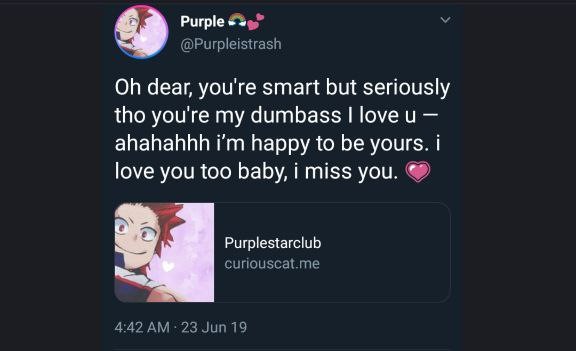 Purple 🌈💕
@Purpleistrash
Oh dear, you're smart but seriously
tho you're my dumbass I love u —
ahahahhh i’m happy to be yours. i
love you too baby, i miss you. 💗
Purplestarclub
curiouscat.me
4:42 AM · 23 Jun 19